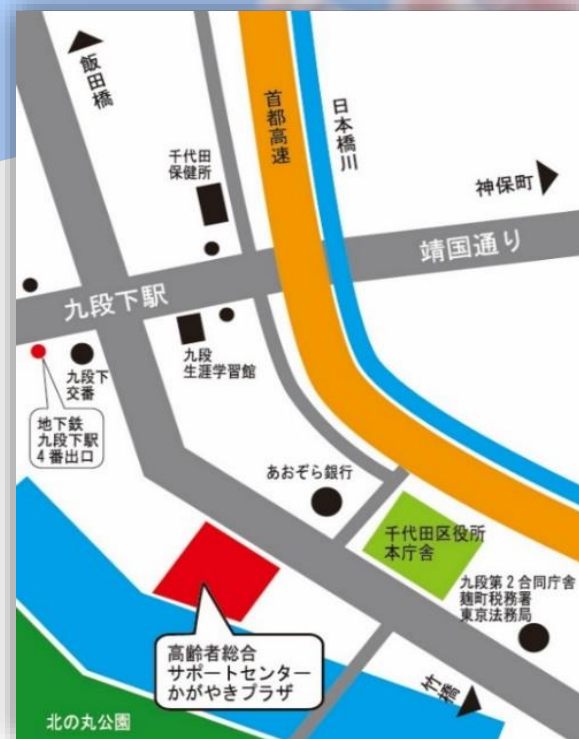 飯田橋
首都高速
日本橋川
千代田
保健所
神保町
靖国通り
九段下駅
九段
生涯学習館
九段下
交番
地下鉄
九段下駅
4番出口
あおぞら銀行
千代田区役所
本庁舎
九段第2合同庁舎
麹町税務署
東京法務局
高齢者総合
サポートセンター
かがやきプラザ
竹橋
北の丸公園